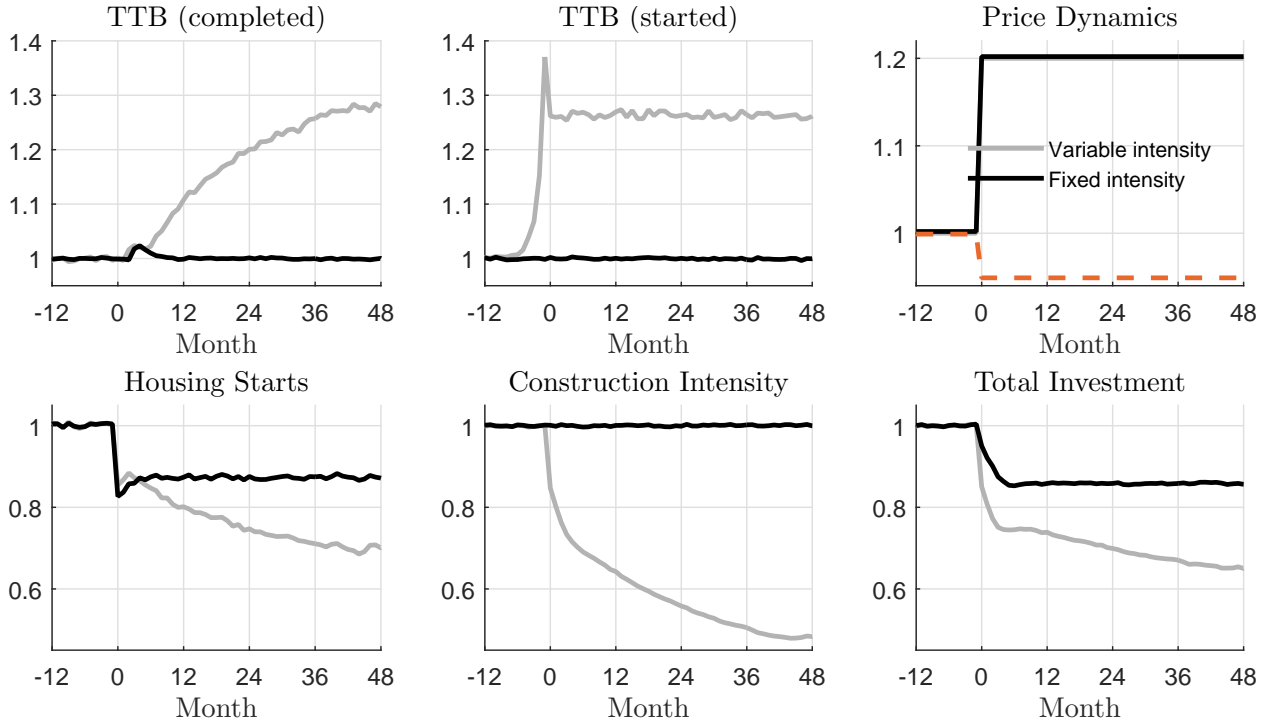 TTB (completed)
1.4
1.3
1.2
1.1
1
-12 0 12 24 36 48
Month
TTB (started)
1.4
1.3
1.2
1.1
1
-12 0 12 24 36 48
Month
Price Dynamics
1.2
1.1
1
Variable intensity
Fixed intensity
-12 0 12 24 36 48
Month
Housing Starts
1
0.8
0.6
-12 0 12 24 36 48
Month
Construction Intensity
1
0.8
0.6
-12 0 12 24 36 48
Month
Total Investment
1
0.8
0.6
-12 0 12 24 36 48
Month